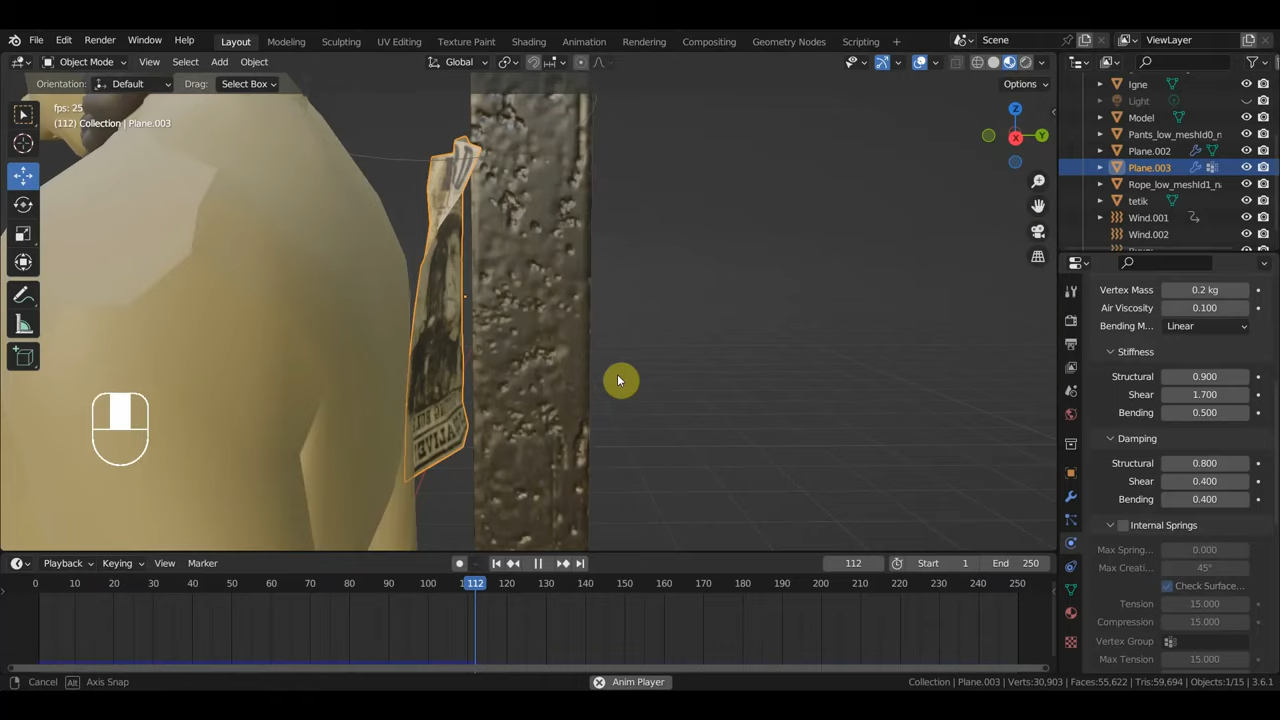 File Edit Render Window Help Layout Modeling Sculpting UV Editing Texture Paint Shading Animation Rendering Compositing Geometry Nodes Scripting + Scene ViewLayer
Object Mode View Select Add Object Global
Orientation: Default Drag: Select Box Options
fps: 25
(112) Collection | Plane.003
Z
X
Y
Igne
Light
Model
Pants_low_meshId0_n
Plane.002
Plane.003
Rope_low_meshId1_n
tetik
Wind.001
Wind.002
Vertex Mass 0.2 kg
Air Viscosity 0.100
Bending M... Linear
Stiffness
Structural 0.900
Shear 1.700
Bending 0.500
Damping
Structural 0.800
Shear 0.400
Bending 0.400
Internal Springs
Max Spring... 0.000
Max Creati... 45°
Check Surface...
Tension 15.000
Compression 15.000
Vertex Group
Max Tension 15.000
ALIVE
Playback Keying View Marker 112 Start 1 End 250
0 10 20 30 40 50 60 70 80 90 100 112 120 130 140 150 160 170 180 190 200 210 220 230 240 250
Cancel Alt Axis Snap Anim Player Collection | Plane.003 | Verts:30,903 | Faces:55,622 | Tris:59,694 | Objects:1/15 | 3.6.1